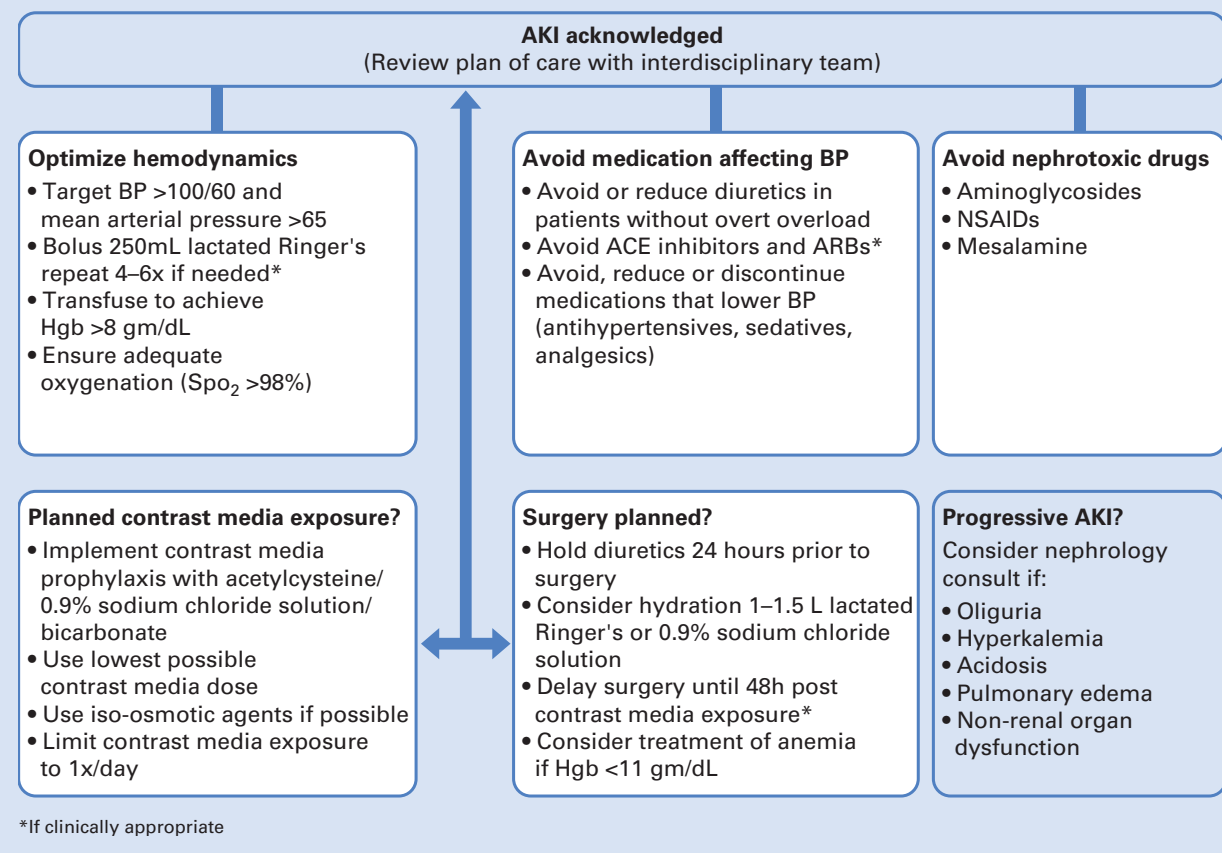 AKI acknowledged
(Review plan of care with interdisciplinary team)
Optimize hemodynamics
• Target BP >100/60 and
mean arterial pressure >65
• Bolus 250mL lactated Ringer's
repeat 4–6x if needed*
• Transfuse to achieve
Hgb >8 gm/dL
• Ensure adequate
oxygenation (Spo2 >98%)
Avoid medication affecting BP
• Avoid or reduce diuretics in
patients without overt overload
• Avoid ACE inhibitors and ARBs*
• Avoid, reduce or discontinue
medications that lower BP
(antihypertensives, sedatives,
analgesics)
Avoid nephrotoxic drugs
• Aminoglycosides
• NSAIDs
• Mesalamine
Planned contrast media exposure?
• Implement contrast media
prophylaxis with acetylcysteine/
0.9% sodium chloride solution/
bicarbonate
• Use lowest possible
contrast media dose
• Use iso-osmotic agents if possible
• Limit contrast media exposure
to 1x/day
Surgery planned?
• Hold diuretics 24 hours prior to
surgery
• Consider hydration 1–1.5 L lactated
Ringer's or 0.9% sodium chloride
solution
• Delay surgery until 48h post
contrast media exposure*
• Consider treatment of anemia
if Hgb <11 gm/dL
Progressive AKI?
Consider nephrology
consult if:
• Oliguria
• Hyperkalemia
• Acidosis
• Pulmonary edema
• Non-renal organ
dysfunction
*If clinically appropriate